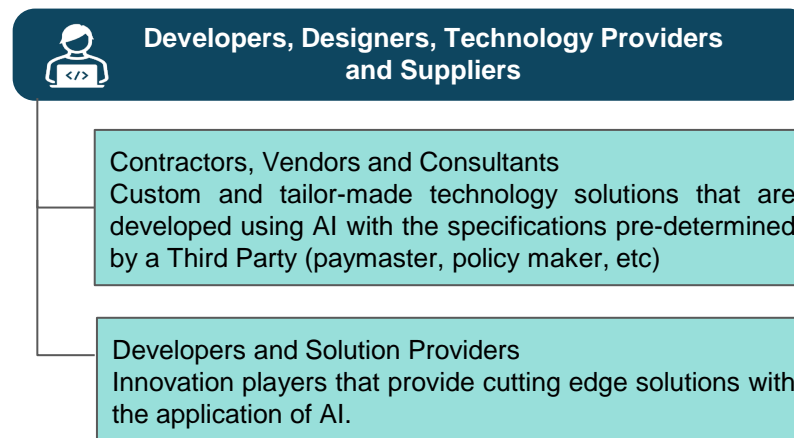 Developers, Designers, Technology Providers
and Suppliers
</>
Contractors, Vendors and Consultants
Custom and tailor-made technology solutions that are
developed using AI with the specifications pre-determined
by a Third Party (paymaster, policy maker, etc)
Developers and Solution Providers
Innovation players that provide cutting edge solutions with
the application of AI.